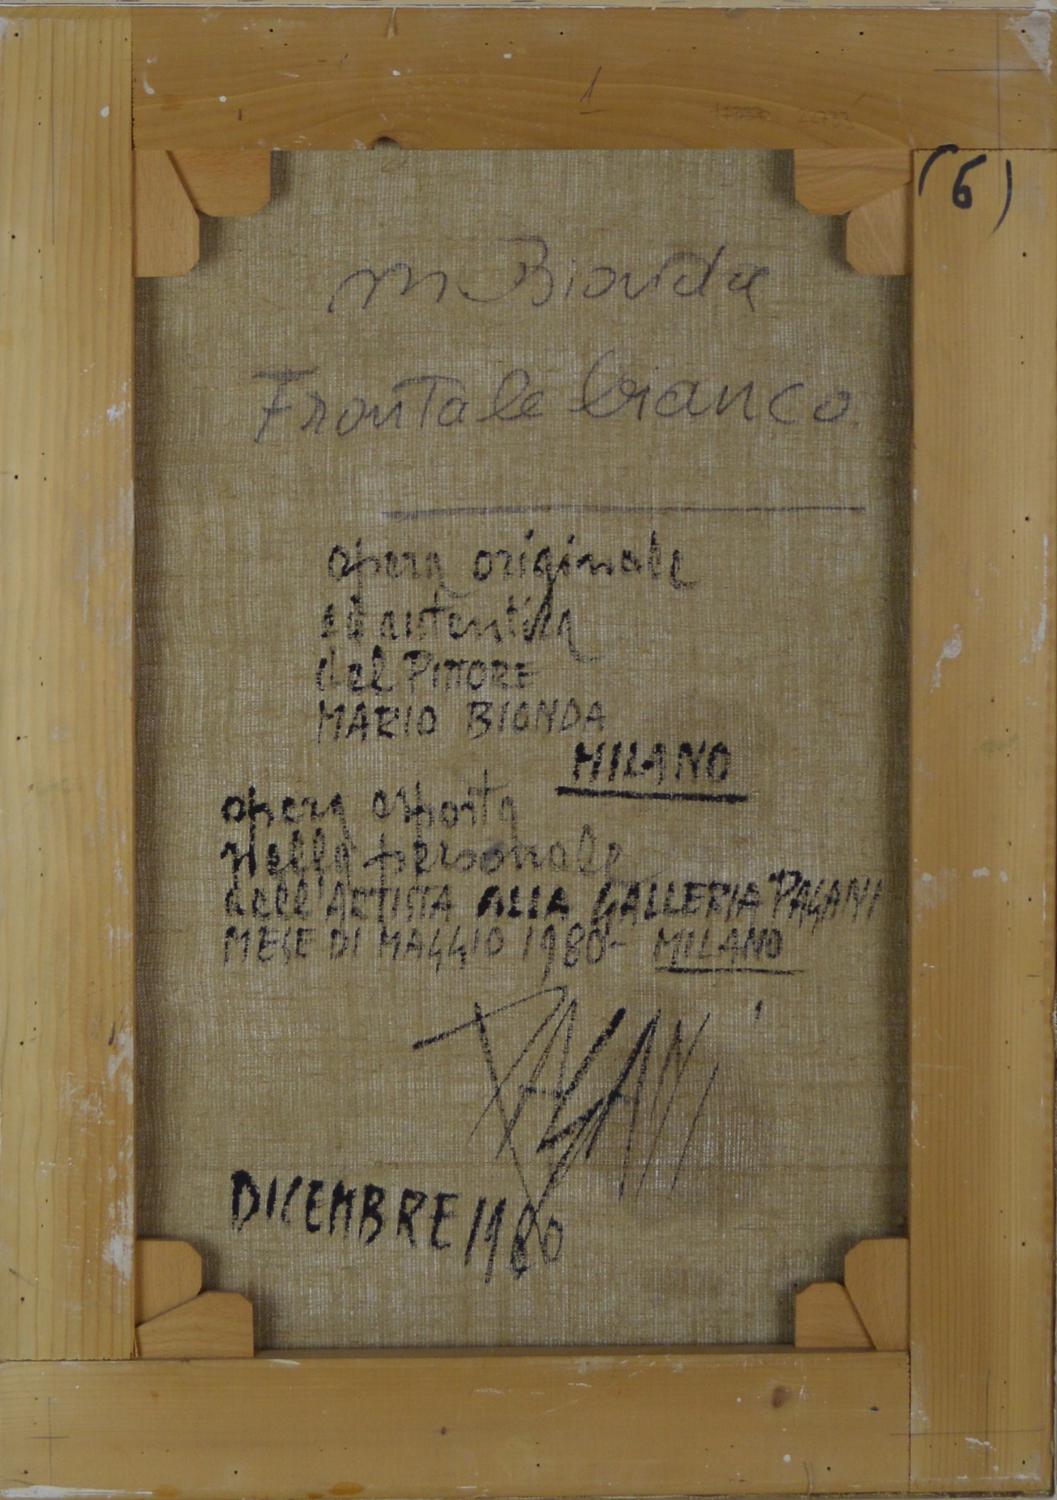 (6)
M Bionda
Frontale bianco
opera originale
ed autentica
del PITTORE
MARIO BIONDA
MILANO
opera esposta
nella personale
dell'ARTISTA ALLA GALLERIA PAGANI
MESE DI MAGGIO 1980 - MILANO
PAGANI
DICEMBRE 1980